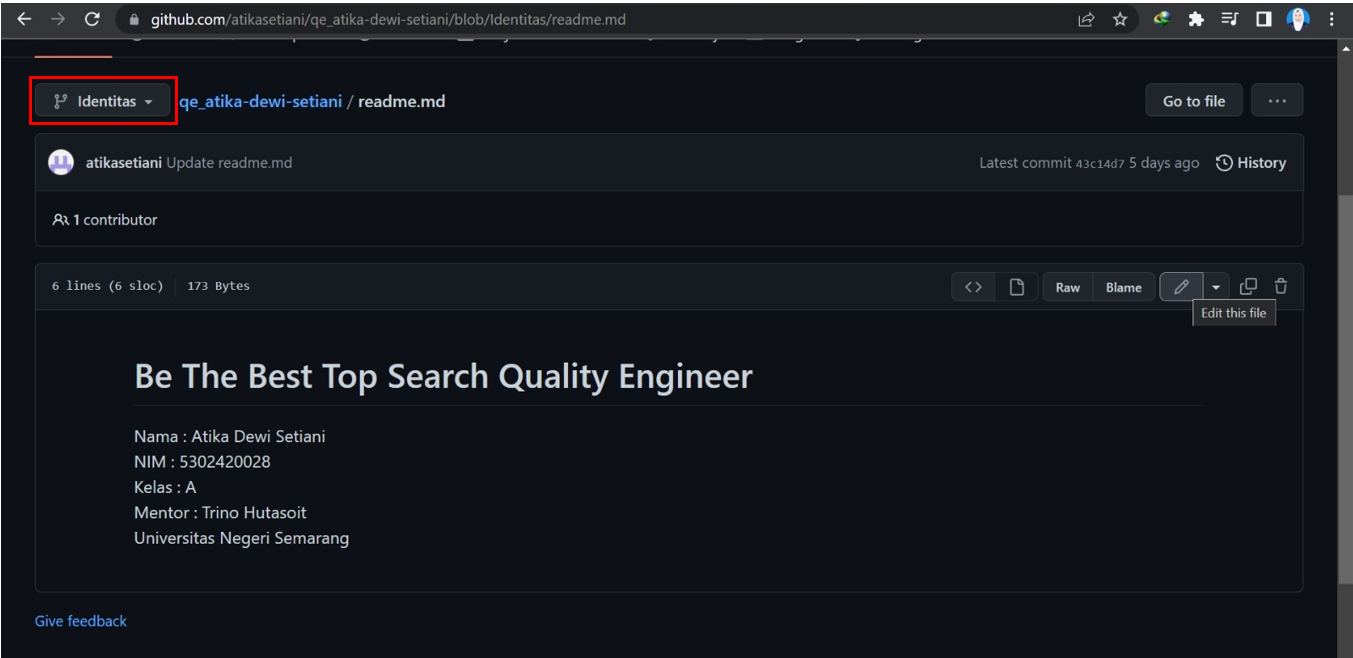 github.com/atikasetiani/qe_atika-dewi-setiani/blob/Identitas/readme.md
Identitas qe_atika-dewi-setiani / readme.md Go to file ...
atikasetiani Update readme.md Latest commit 43c14d7 5 days ago History
1 contributor
6 lines (6 sloc) 173 Bytes <> Raw Blame
Edit this file
Be The Best Top Search Quality Engineer
Nama : Atika Dewi Setiani
NIM : 5302420028
Kelas : A
Mentor : Trino Hutasoit
Universitas Negeri Semarang
Give feedback